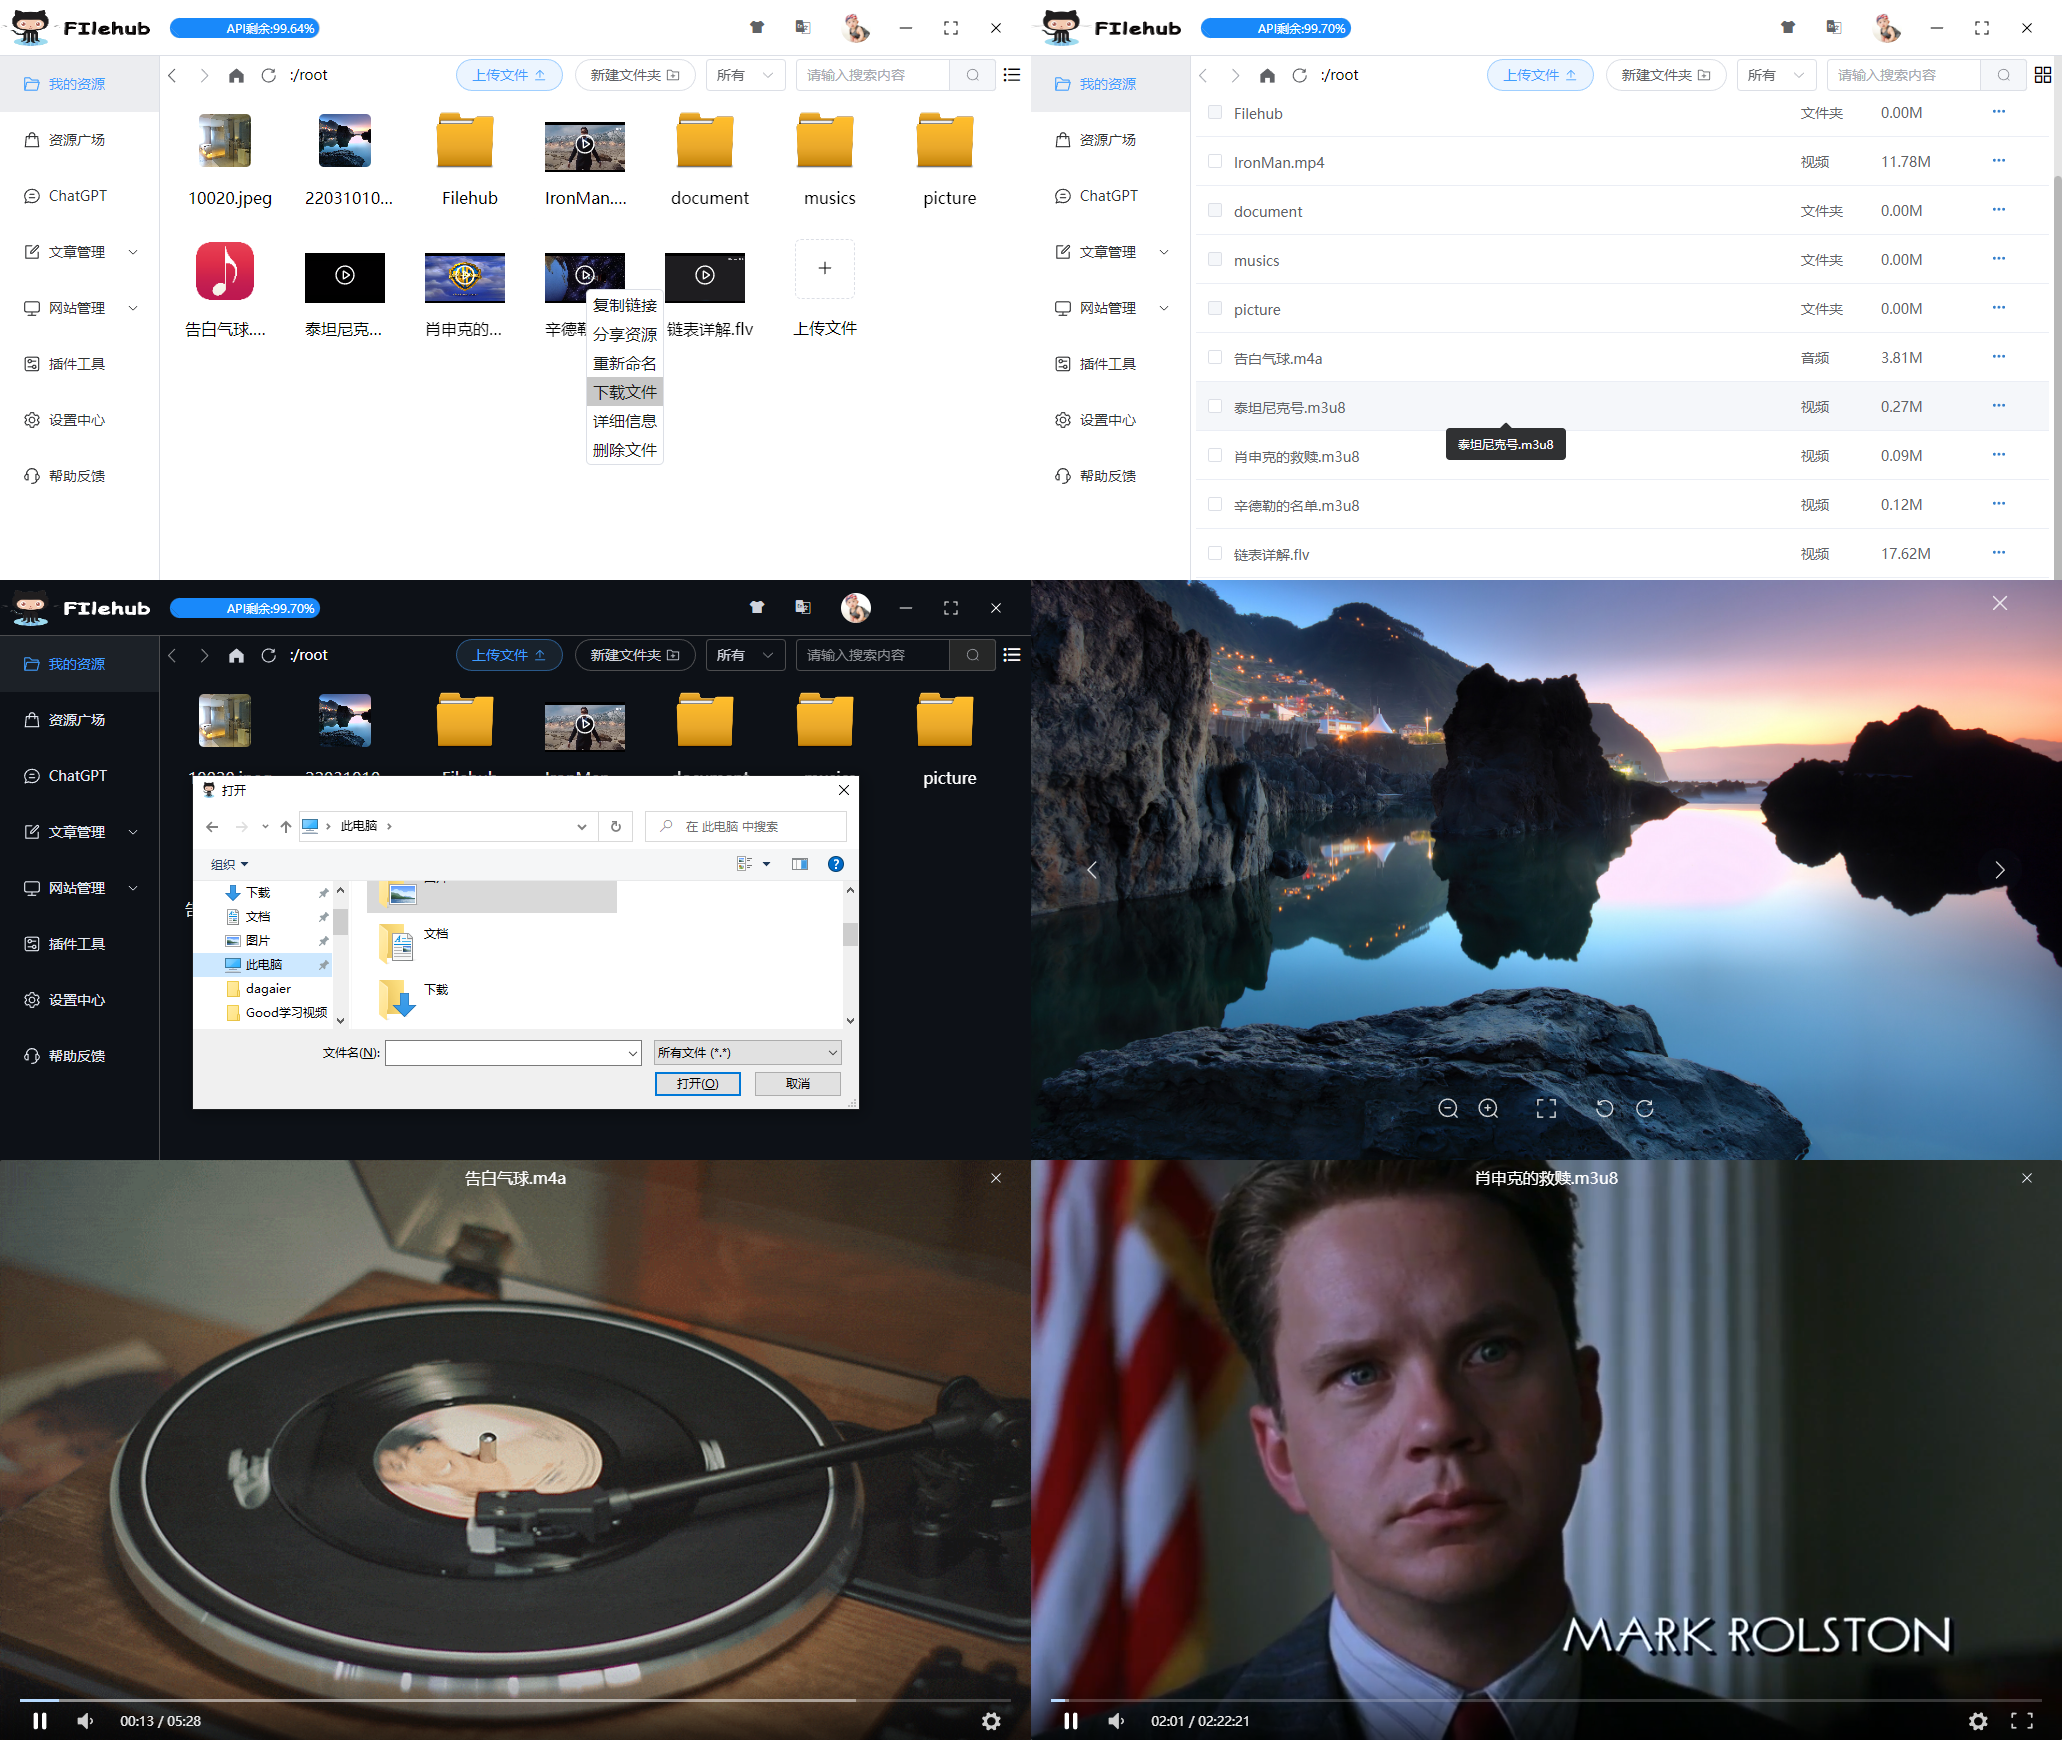 FIlehub
API剩余:99.64%
我的资源
资源广场
ChatGPT
文章管理
网站管理
插件工具
设置中心
帮助反馈
:/root
上传文件
新建文件夹
所有
请输入搜索内容
10020.jpeg
22031010...
Filehub
IronMan....
document
musics
picture
告白气球....
泰坦尼克...
肖申克的...
辛德勒
链表详解.flv
上传文件
复制链接
分享资源
重新命名
下载文件
详细信息
删除文件
FIlehub
API剩余:99.70%
我的资源
资源广场
ChatGPT
文章管理
网站管理
插件工具
设置中心
帮助反馈
:/root
上传文件
新建文件夹
所有
请输入搜索内容
Filehub 文件夹 0.00M
IronMan.mp4 视频 11.78M
document 文件夹 0.00M
musics 文件夹 0.00M
picture 文件夹 0.00M
告白气球.m4a 音频 3.81M
泰坦尼克号.m3u8 视频 0.27M
泰坦尼克号.m3u8
肖申克的救赎.m3u8 视频 0.09M
辛德勒的名单.m3u8 视频 0.12M
链表详解.flv 视频 17.62M
FIlehub
API剩余:99.70%
我的资源
资源广场
ChatGPT
文章管理
网站管理
插件工具
设置中心
帮助反馈
:/root
上传文件
新建文件夹
所有
请输入搜索内容
picture
打开
此电脑
在 此电脑 中搜索
组织
下载
文档
图片
此电脑
dagaier
Good学习视频
文档
下载
文件名(N):
所有文件 (*.*)
打开(O)
取消
告白气球.m4a
00:13 / 05:28
肖申克的救赎.m3u8
MARK ROLSTON
02:01 / 02:22:21